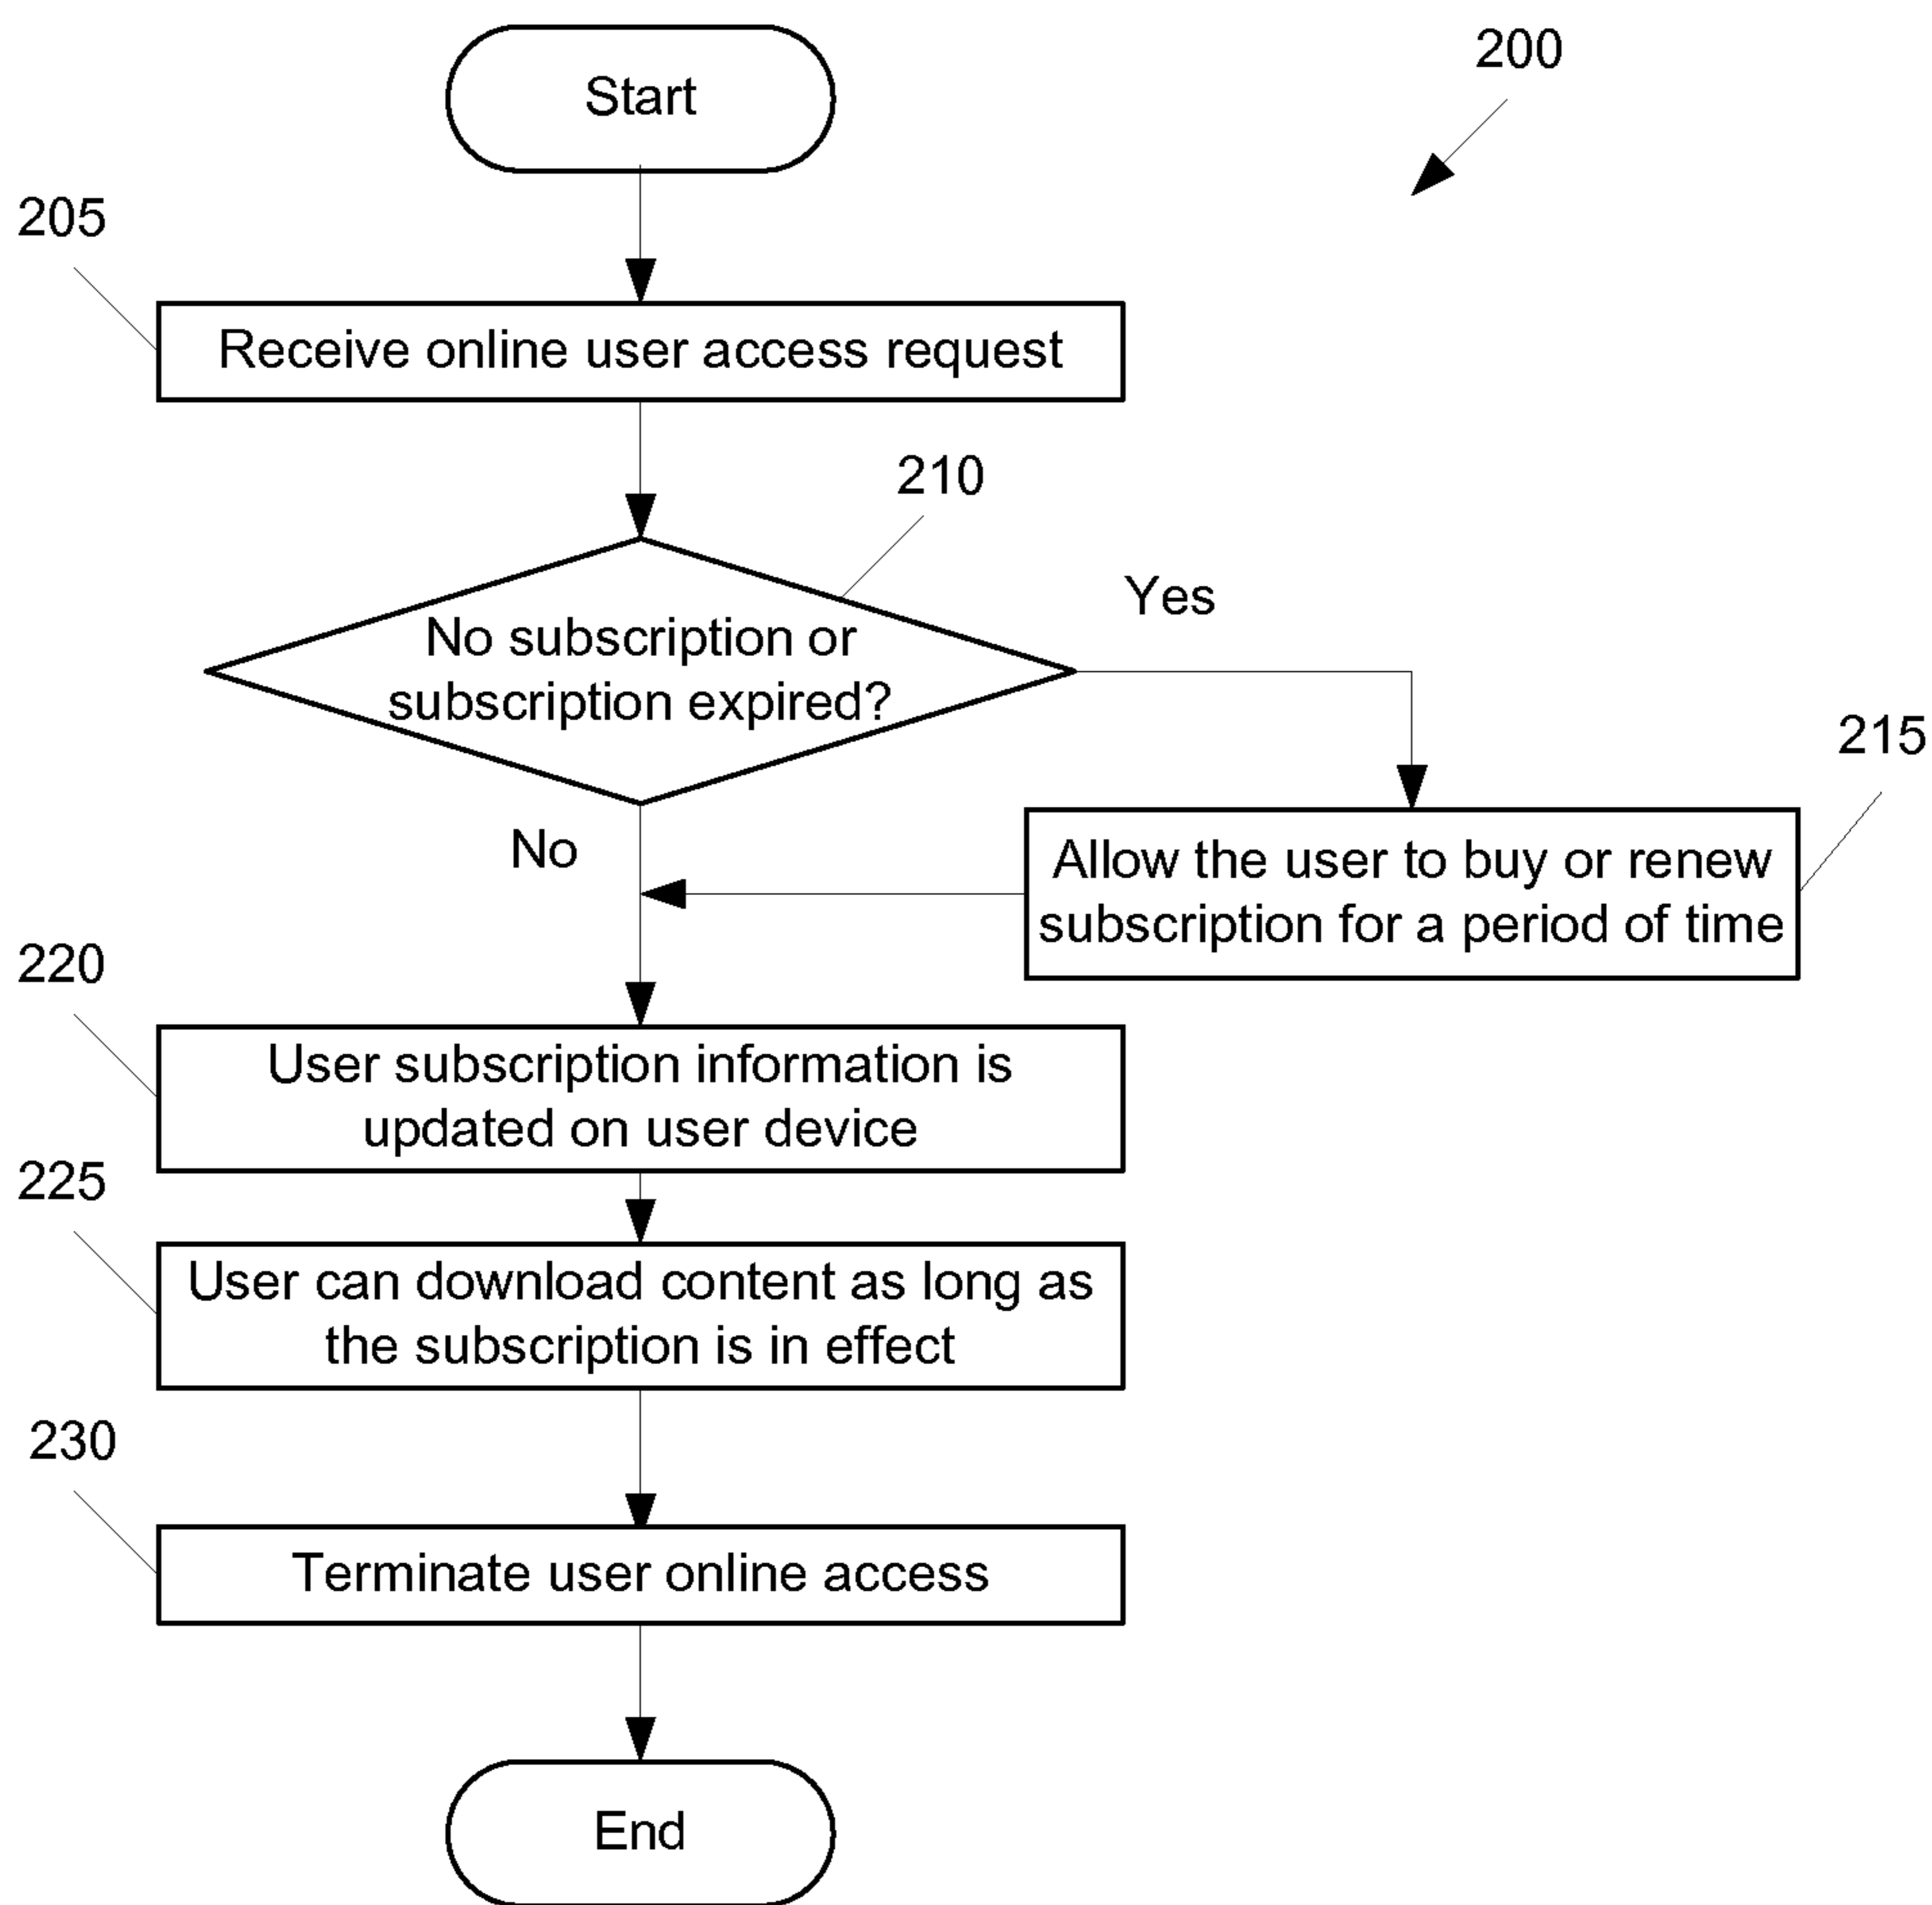 Start
200
205
Receive online user access request
210
No subscription or
subscription expired?
Yes
No
215
Allow the user to buy or renew
subscription for a period of time
220
User subscription information is
updated on user device
225
User can download content as long as
the subscription is in effect
230
Terminate user online access
End